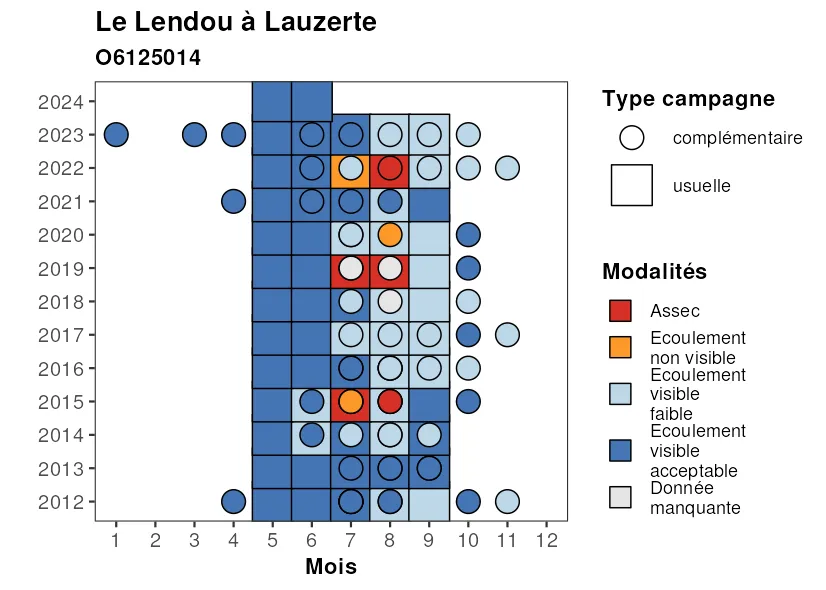 Le Lendou à Lauzerte
O6125014
2024
2023
2022
2021
2020
2019
2018
2017
2016
2015
2014
2013
2012
1 2 3 4 5 6 7 8 9 10 11 12
Mois
Type campagne
complémentaire
usuelle
Modalités
Assec
Ecoulement
non visible
Ecoulement
visible
faible
Ecoulement
visible
acceptable
Donnée
manquante